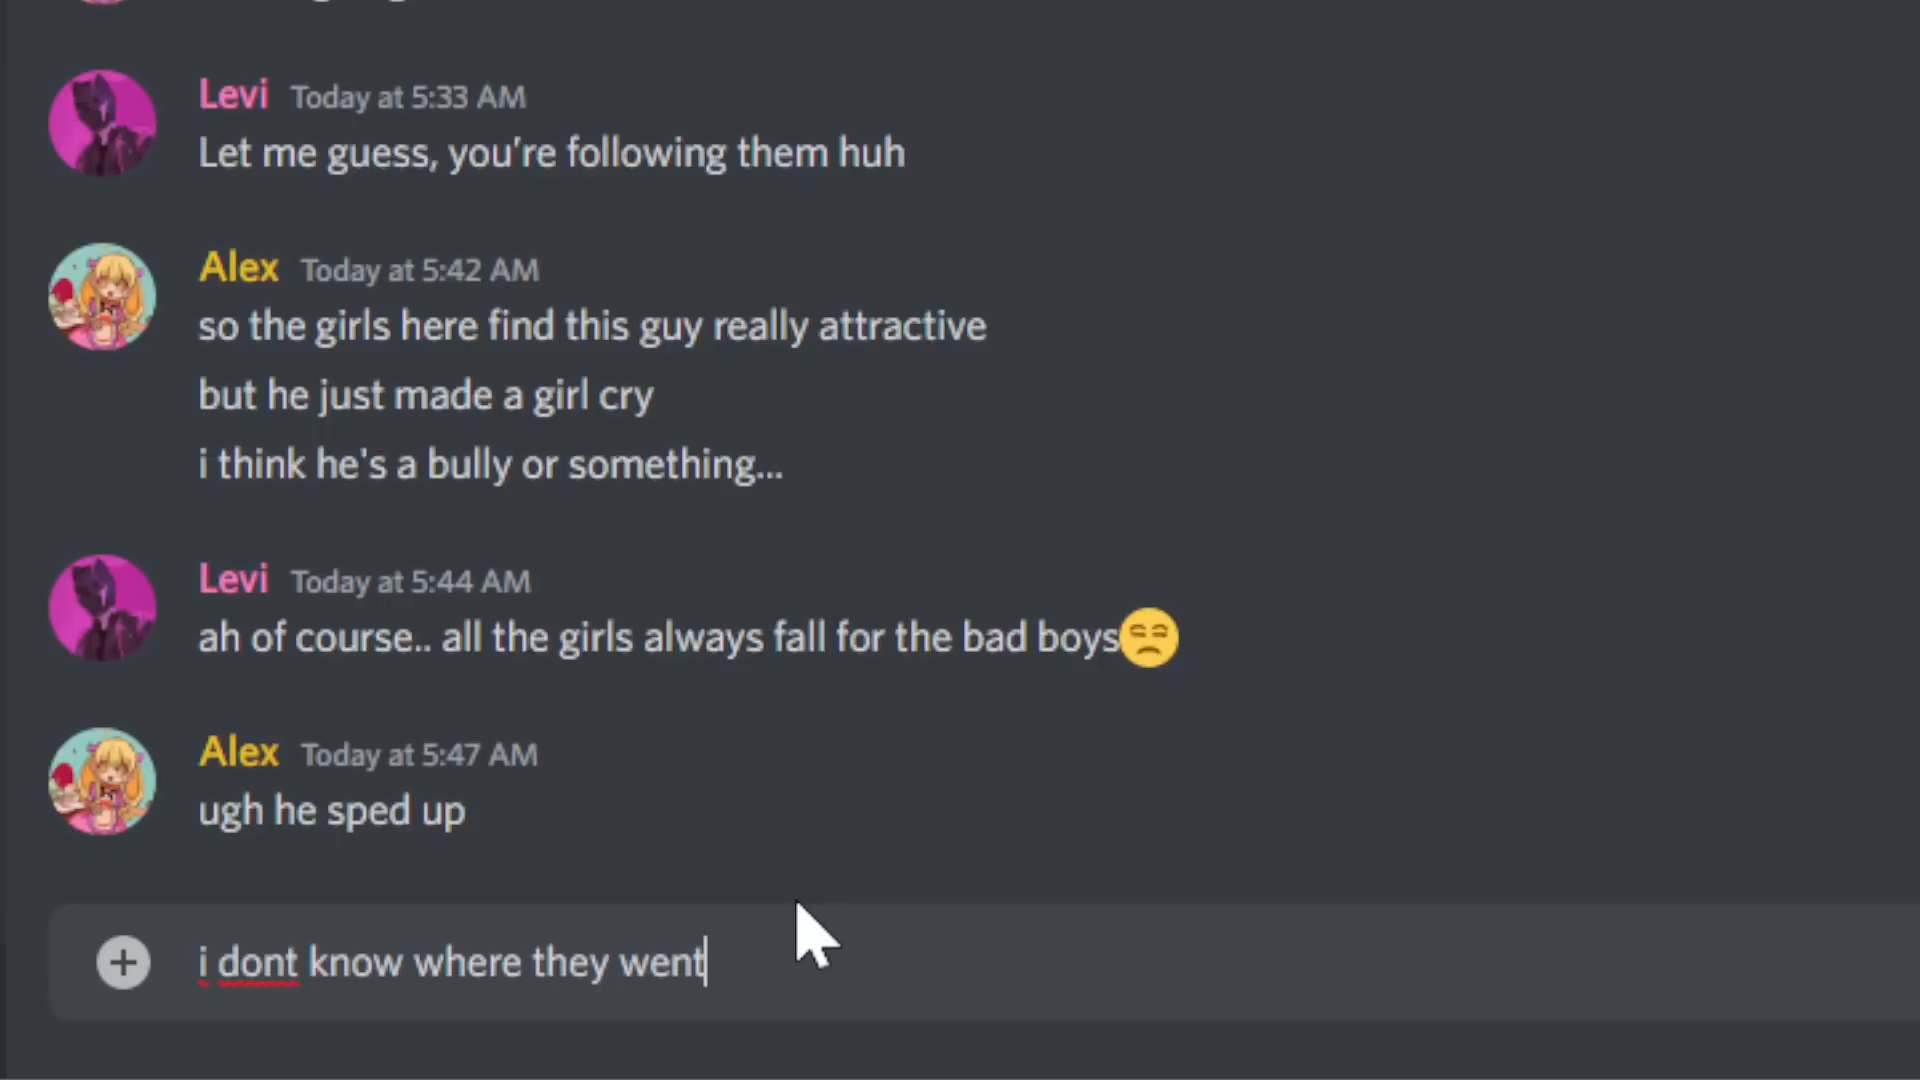 Levi Today at 5:33 AM
Let me guess, you're following them huh
Alex Today at 5:42 AM
so the girls here find this guy really attractive
but he just made a girl cry
i think he's a bully or something...
Levi Today at 5:44 AM
ah of course.. all the girls always fall for the bad boys😒
Alex Today at 5:47 AM
ugh he sped up
i dont know where they went